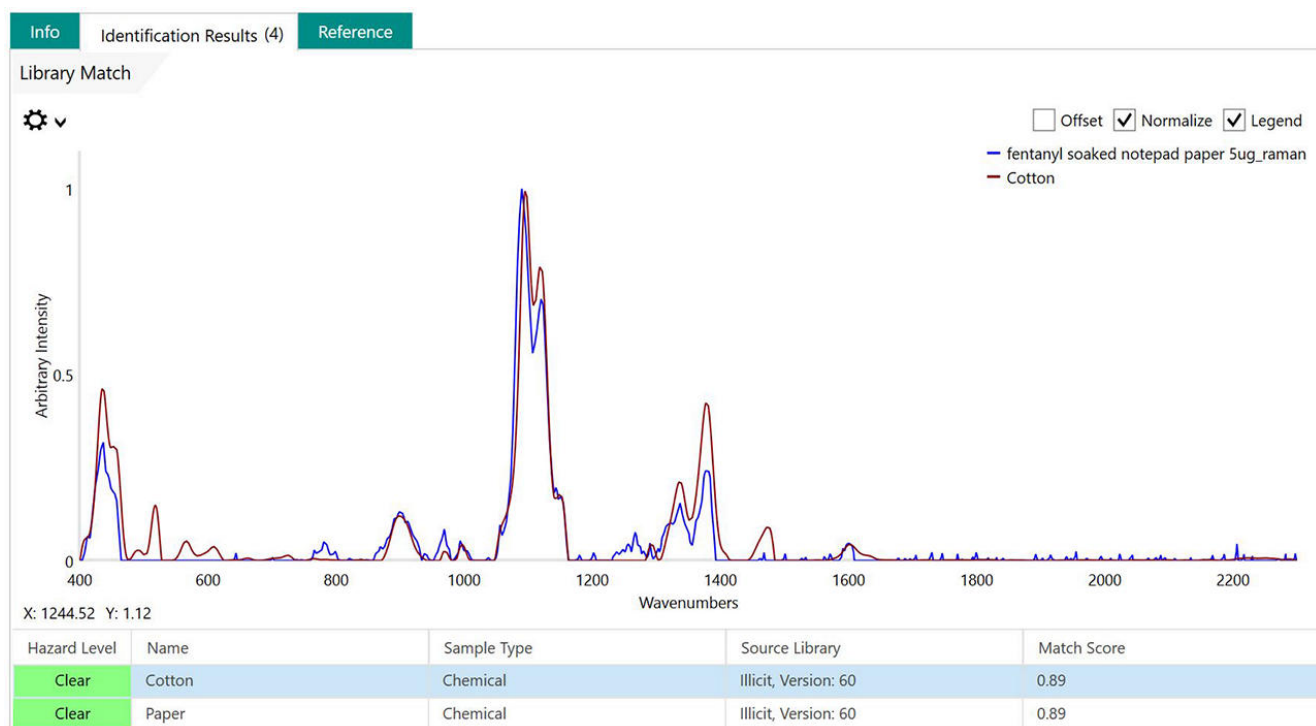 Info Identification Results (4) Reference
Library Match
Offset Normalize Legend
fentanyl soaked notepad paper 5ug_raman
Cotton
1
0.5
0
Arbitrary Intensity
400 600 800 1000 1200 1400 1600 1800 2000 2200
Wavenumbers
X: 1244.52 Y: 1.12
Hazard Level Name Sample Type Source Library Match Score
Clear Cotton Chemical Illicit, Version: 60 0.89
Clear Paper Chemical Illicit, Version: 60 0.89